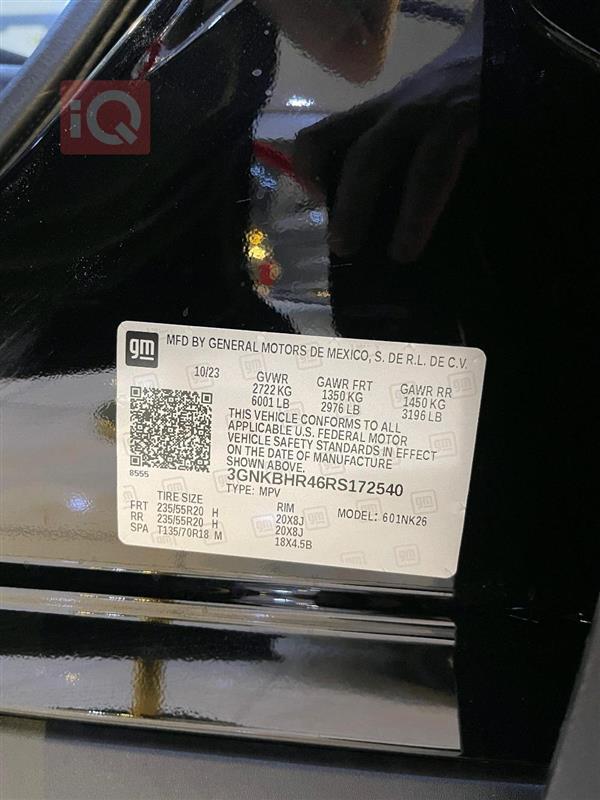 iQ
gm MFD BY GENERAL MOTORS DE MEXICO, S. DE R.L. DE C.V.
10/23 GVWR GAWR FRT GAWR RR
2722 KG 1350 KG 1450 KG
6001 LB 2976 LB 3196 LB
THIS VEHICLE CONFORMS TO ALL
APPLICABLE U.S. FEDERAL MOTOR
VEHICLE SAFETY STANDARDS IN EFFECT
ON THE DATE OF MANUFACTURE
SHOWN ABOVE.
8555
3GNKBHR46RS172540
TYPE: MPV
TIRE SIZE RIM MODEL: 601NK26
FRT 235/55R20 H 20X8J
RR 235/55R20 H 20X8J
SPA T135/70R18 M 18X4.5B